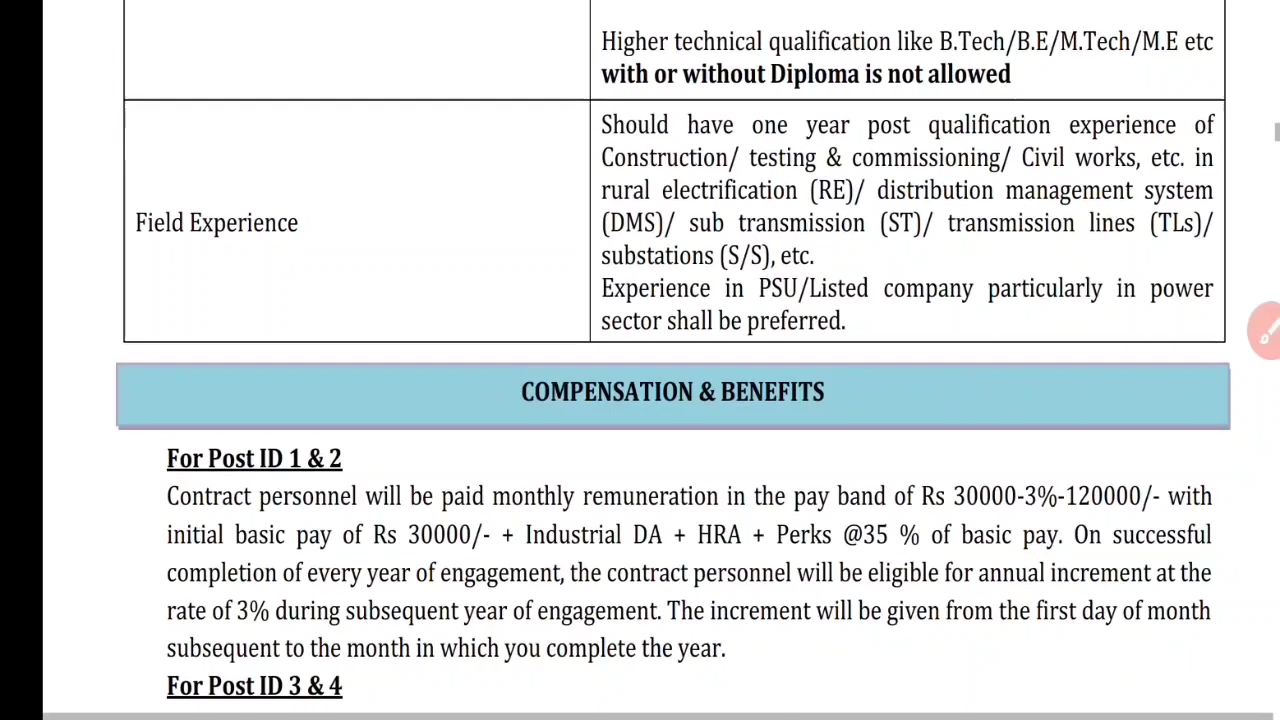 Higher technical qualification like B.Tech/B.E/M.Tech/M.E etc
with or without Diploma is not allowed
Field Experience
Should have one year post qualification experience of
Construction/ testing & commissioning/ Civil works, etc. in
rural electrification (RE)/ distribution management system
(DMS)/ sub transmission (ST)/ transmission lines (TLs)/
substations (S/S), etc.
Experience in PSU/Listed company particularly in power
sector shall be preferred.
COMPENSATION & BENEFITS
For Post ID 1 & 2
Contract personnel will be paid monthly remuneration in the pay band of Rs 30000-3%-120000/- with
initial basic pay of Rs 30000/- + Industrial DA + HRA + Perks @35 % of basic pay. On successful
completion of every year of engagement, the contract personnel will be eligible for annual increment at the
rate of 3% during subsequent year of engagement. The increment will be given from the first day of month
subsequent to the month in which you complete the year.
For Post ID 3 & 4